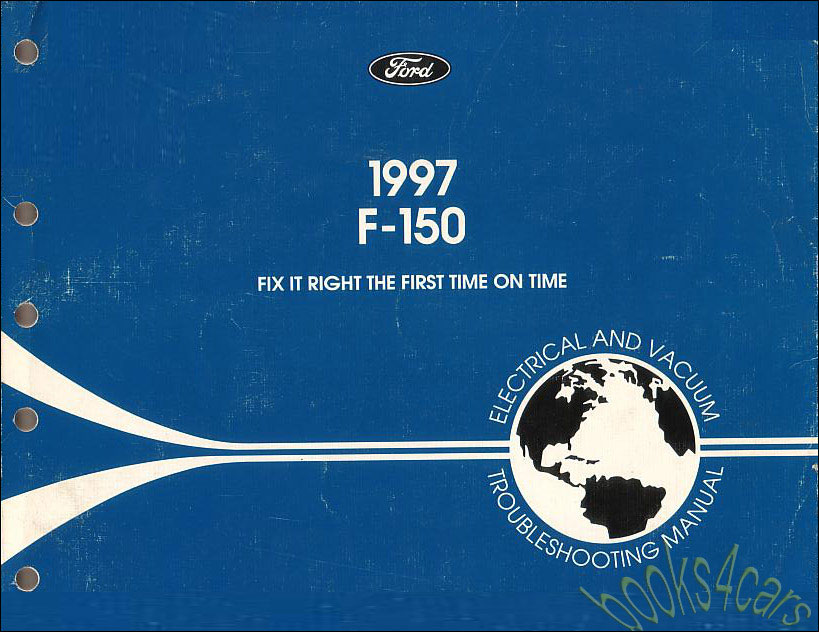 Ford
1997
F-150
FIX IT RIGHT THE FIRST TIME ON TIME
ELECTRICAL AND VACUUM
TROUBLESHOOTING MANUAL
books4cars